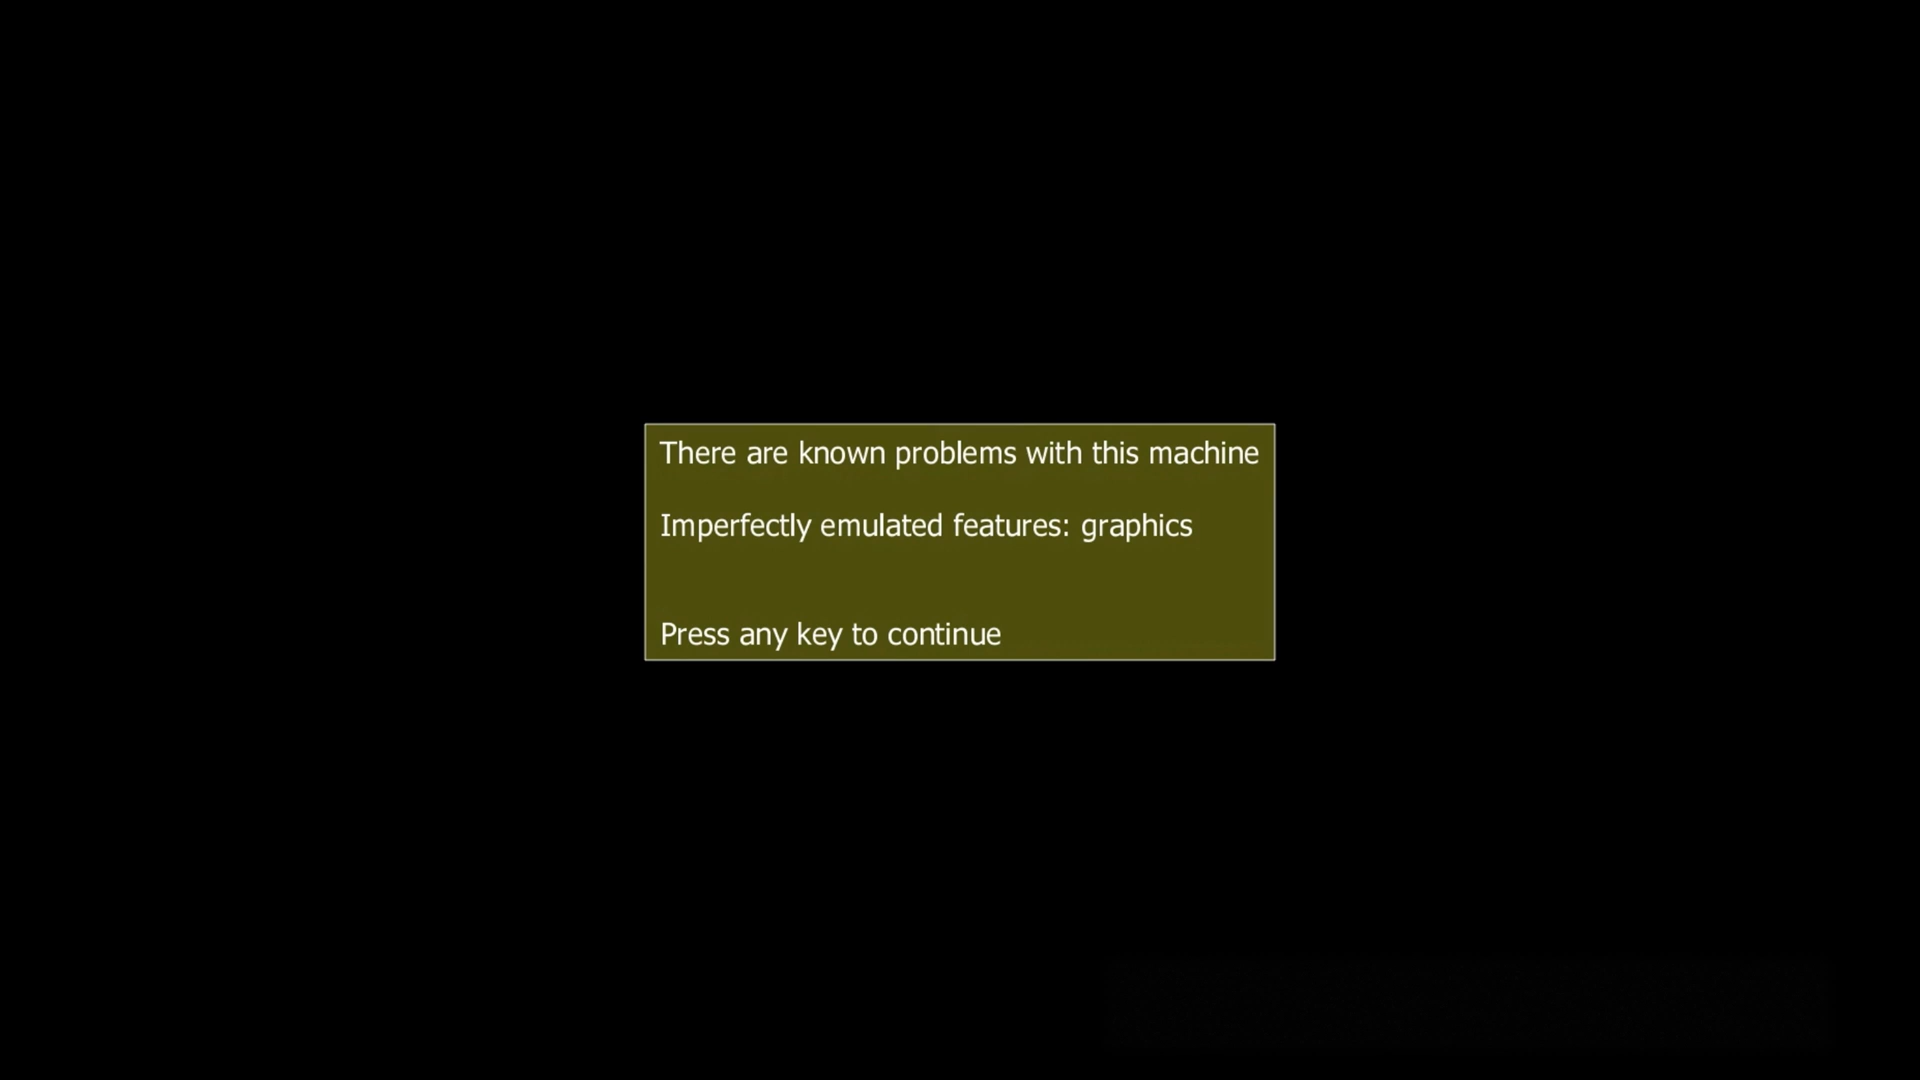 There are known problems with this machine
Imperfectly emulated features: graphics
Press any key to continue